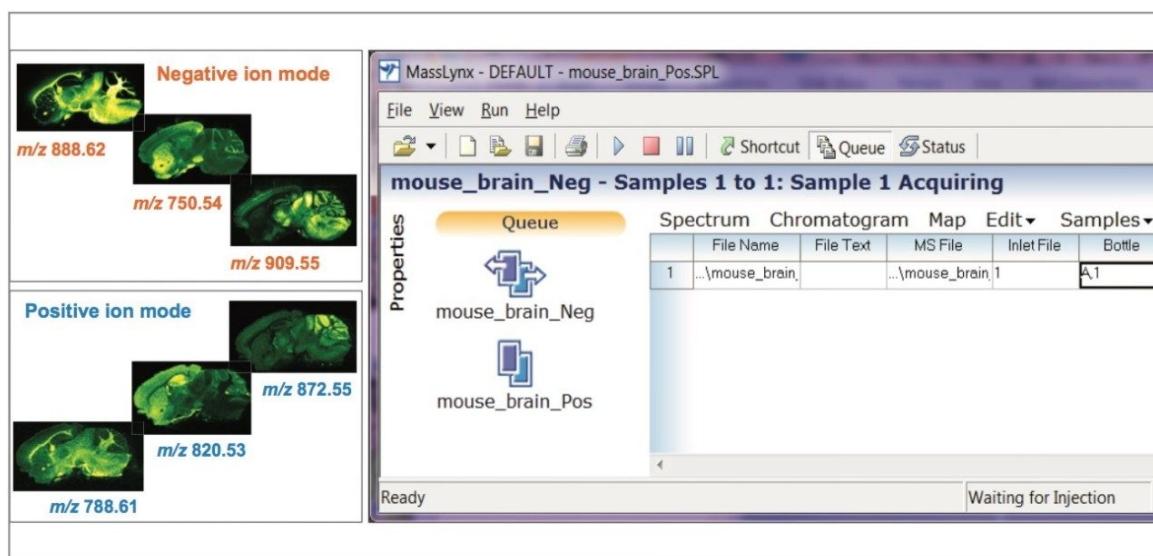 Negative ion mode
m/z 888.62
m/z 750.54
m/z 909.55
Positive ion mode
m/z 872.55
m/z 820.53
m/z 788.61
MassLynx - DEFAULT - mouse_brain_Pos.SPL
File View Run Help
Shortcut Queue Status
mouse_brain_Neg - Samples 1 to 1: Sample 1 Acquiring
Properties
Queue
mouse_brain_Neg
mouse_brain_Pos
Spectrum Chromatogram Map Edit Samples
File Name File Text MS File Inlet File Bottle
1 ...\mouse_brain_ ...\mouse_brain_ 1 A,1
Ready Waiting for Injection